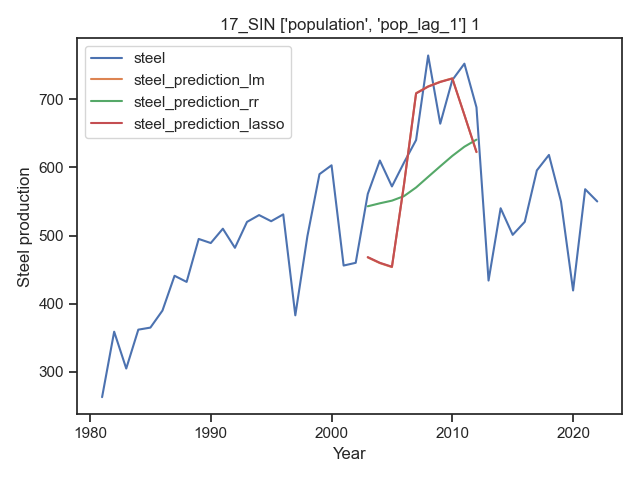 17_SIN ['population', 'pop_lag_1'] 1
steel
steel_prediction_lm
steel_prediction_rr
steel_prediction_lasso
Steel production
700
600
500
400
300
1980
1990
2000
2010
2020
Year